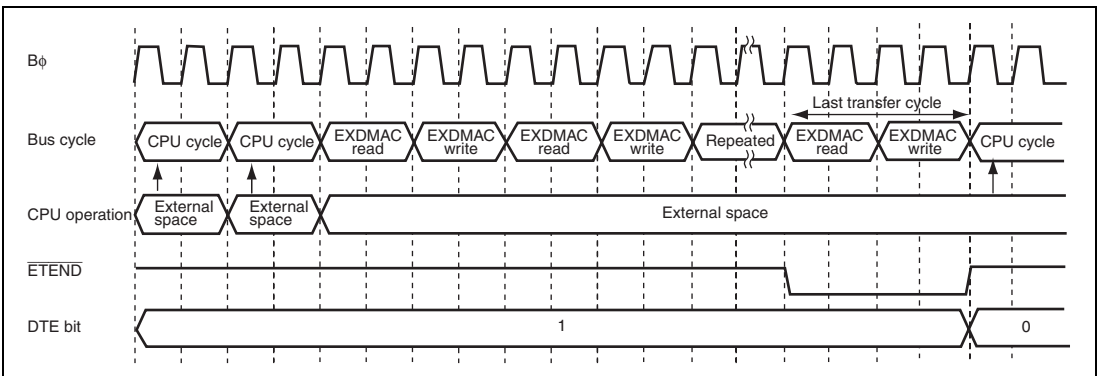 Bϕ
Last transfer cycle
Bus cycle
CPU cycle CPU cycle EXDMAC read EXDMAC write EXDMAC read EXDMAC write Repeated EXDMAC read EXDMAC write CPU cycle
CPU operation
External space External space External space
ETEND
DTE bit
1 0